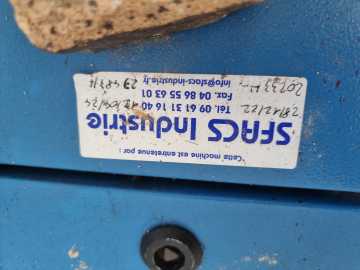 Cette machine est entretenue par :
SFACS Industrie
Tél. 09 61 31 16 40
Fax. 04 86 55 63 01
info@sfacs-industrie.fr
28/12/22
20233 H